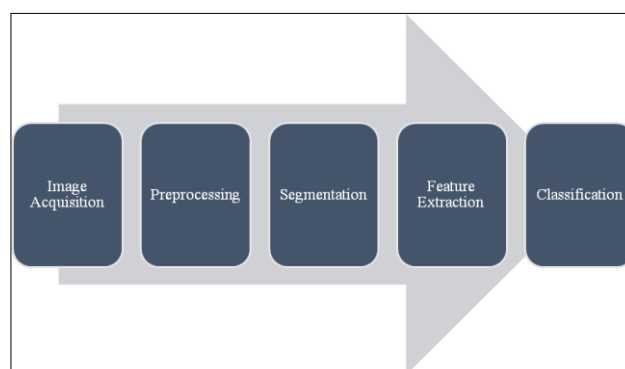 Image
Acquisition
Preprocessing
Segmentation
Feature
Extraction
Classification